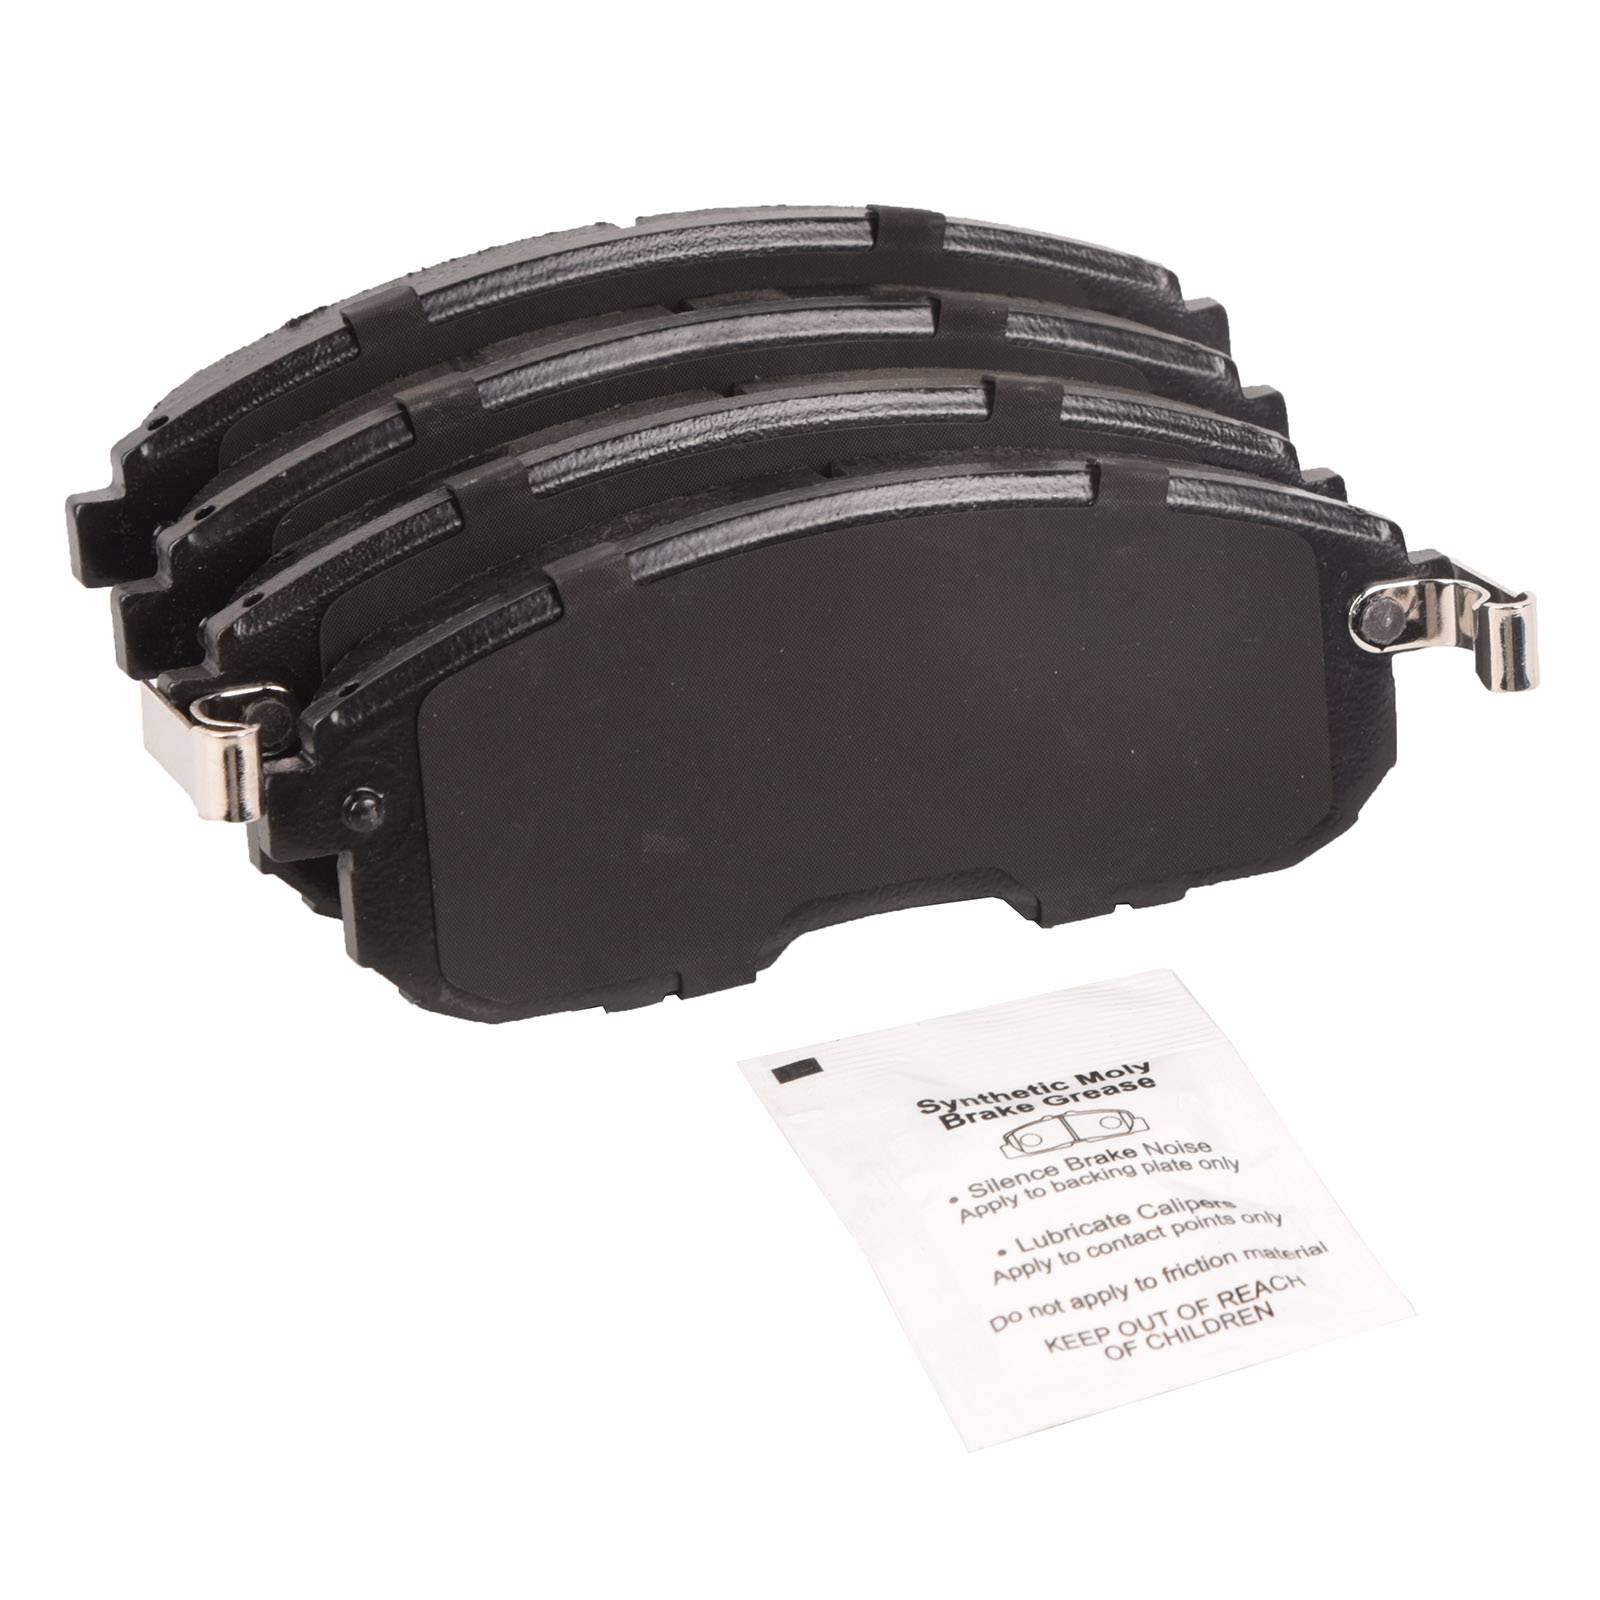 Synthetic Moly
Brake Grease
• Silence Brake Noise
Apply to backing plate only
• Lubricate Calipers
Apply to contact points only
Do not apply to friction material
KEEP OUT OF REACH
OF CHILDREN